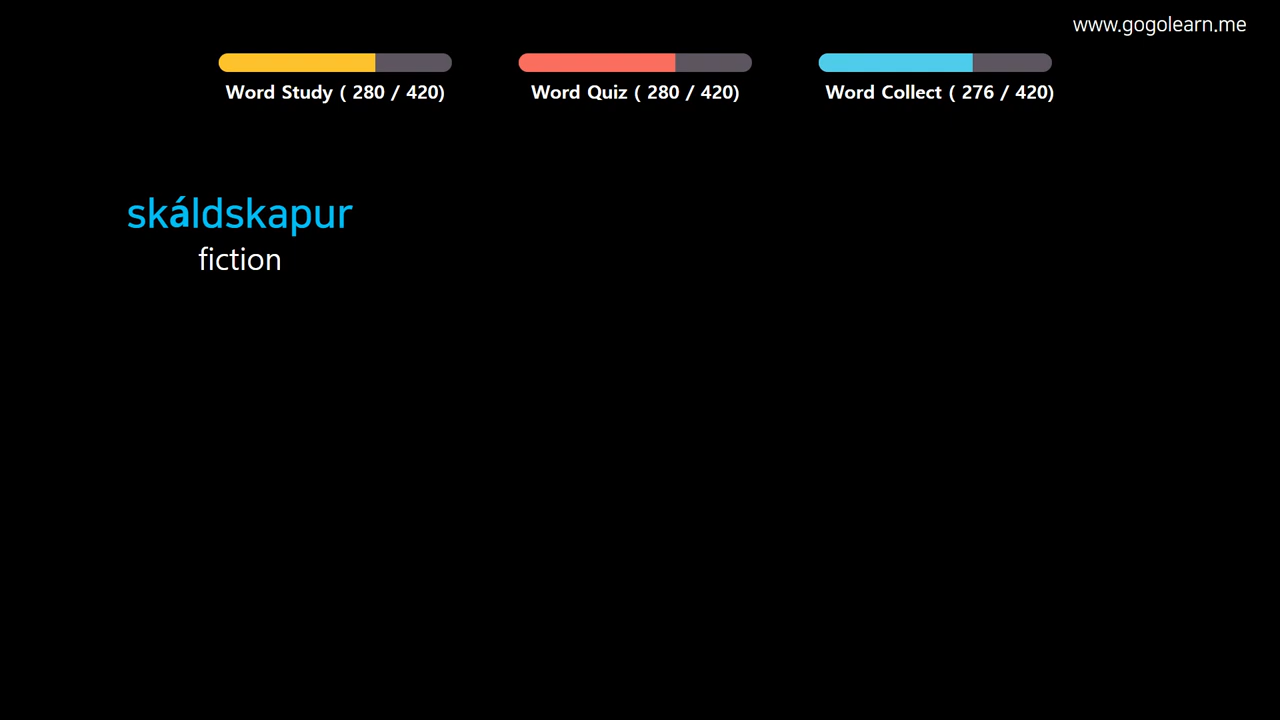 www.gogolearn.me
Word Study ( 280 / 420)
Word Quiz ( 280 / 420)
Word Collect ( 276 / 420)
skáldskapur
fiction